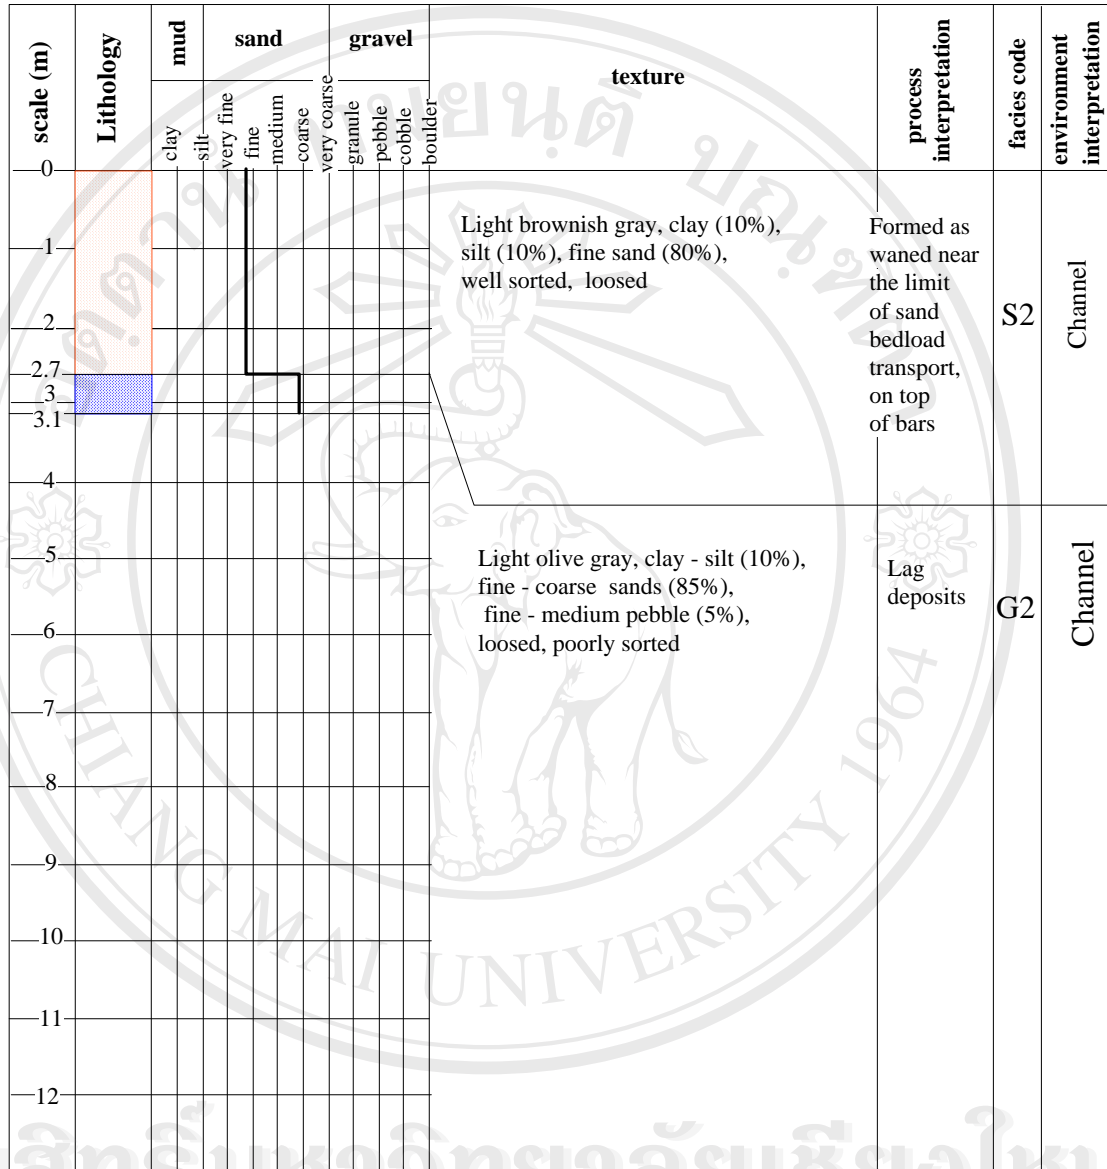 scale (m)
Lithology
mud
sand
gravel
clay
silt
very fine
fine
medium
coarse
very coarse
granule
pebble
cobble
boulder
texture
process
interpretation
facies code
environment
interpretation
0
1
2
2.7
3
3.1
4
5
6
7
8
9
10
11
12
Light brownish gray, clay (10%),
silt (10%), fine sand (80%),
well sorted, loosed
Formed as
waned near
the limit
of sand
bedload
transport,
on top
of bars
S2
Channel
Light olive gray, clay - silt (10%),
fine - coarse sands (85%),
fine - medium pebble (5%),
loosed, poorly sorted
Lag
deposits
G2
Channel
CHIANG MAI UNIVERSITY 1964